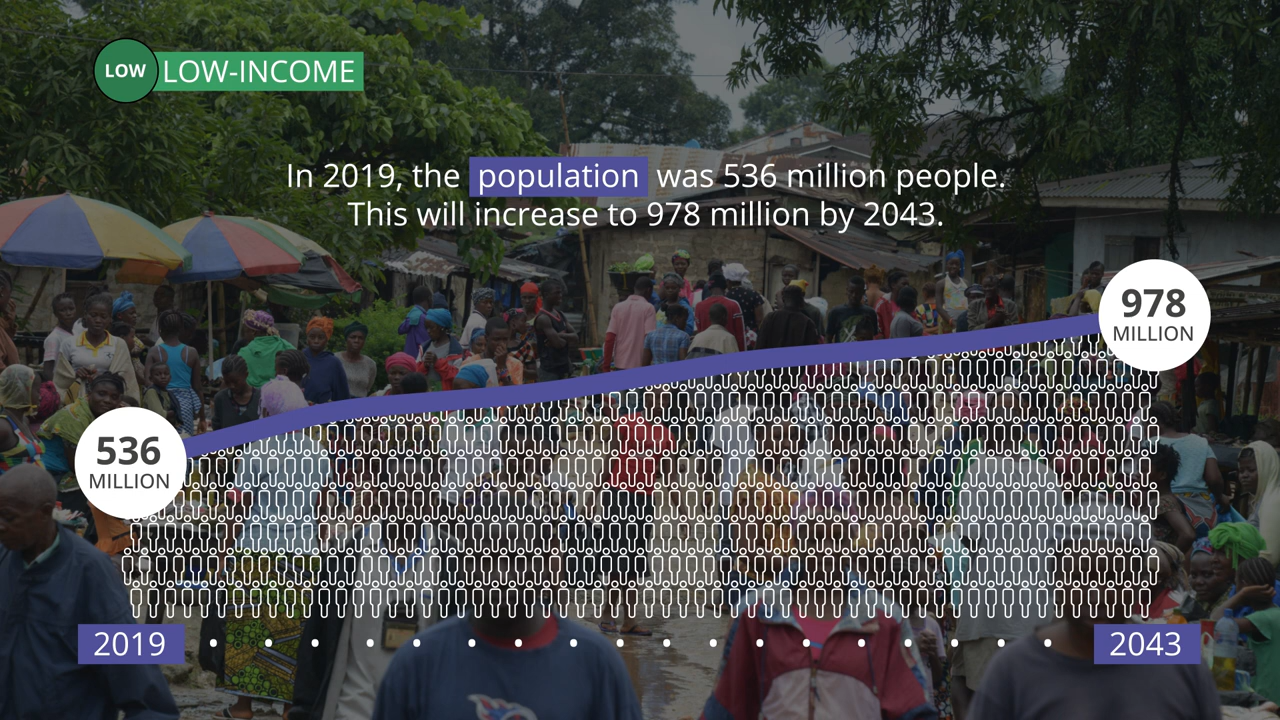 LOW LOW-INCOME
In 2019, the population was 536 million people.
This will increase to 978 million by 2043.
978
MILLION
536
MILLION
2019
2043